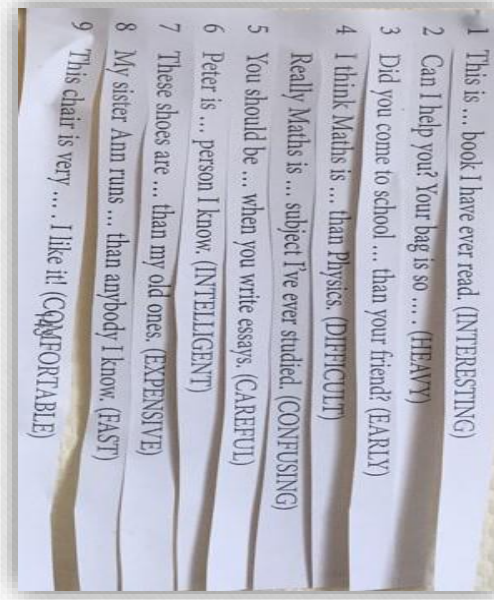 1 This is ... book I have ever read. (INTERESTING)
2 Can I help you? Your bag is so ... . (HEAVY)
3 Did you come to school ... than your friend? (EARLY)
4 I think Maths is ... than Physics. (DIFFICULT)
Really Maths is ... subject I've ever studied. (CONFUSING)
5 You should be ... when you write essays. (CAREFUL)
6 Peter is ... person I know. (INTELLIGENT)
7 These shoes are ... than my old ones. (EXPENSIVE)
8 My sister Ann runs ... than anybody I know. (FAST)
9 This chair is very ... . I like it! (COMFORTABLE)